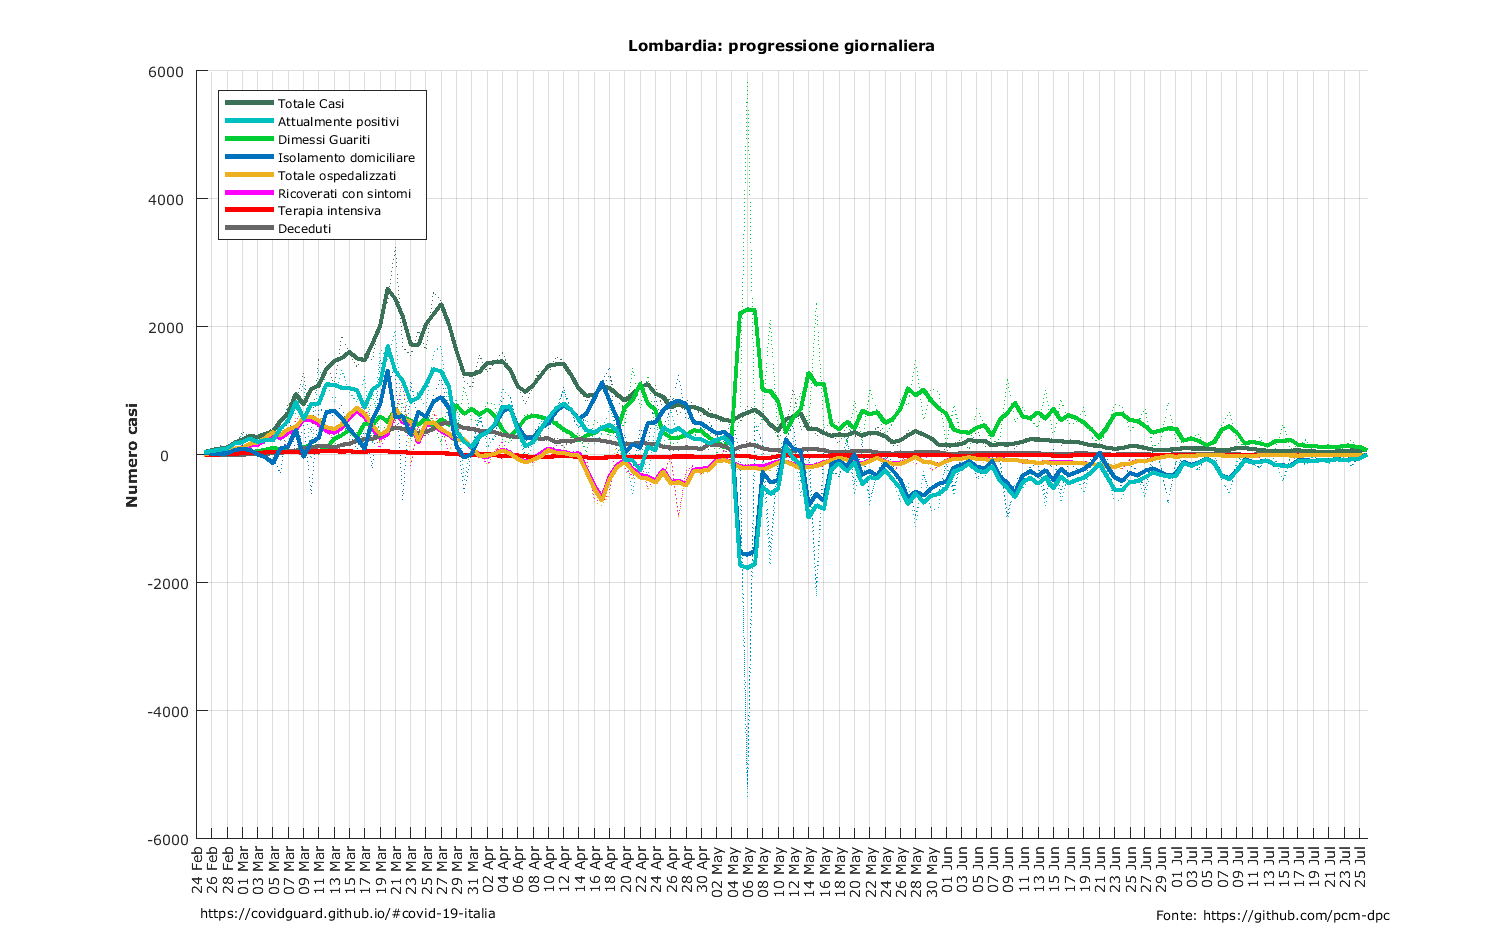 Lombardia: progressione giornaliera
6000
4000
2000
0
-2000
-4000
-6000
Numero casi
Totale Casi
Attualmente positivi
Dimessi Guariti
Isolamento domiciliare
Totale ospedalizzati
Ricoverati con sintomi
Terapia intensiva
Deceduti
24 Feb
26 Feb
28 Feb
01 Mar
03 Mar
05 Mar
07 Mar
09 Mar
11 Mar
13 Mar
15 Mar
17 Mar
19 Mar
21 Mar
23 Mar
25 Mar
27 Mar
29 Mar
31 Mar
02 Apr
04 Apr
06 Apr
08 Apr
10 Apr
12 Apr
14 Apr
16 Apr
18 Apr
20 Apr
22 Apr
24 Apr
26 Apr
28 Apr
30 Apr
02 May
04 May
06 May
08 May
10 May
12 May
14 May
16 May
18 May
20 May
22 May
24 May
26 May
28 May
30 May
01 Jun
03 Jun
05 Jun
07 Jun
09 Jun
11 Jun
13 Jun
15 Jun
17 Jun
19 Jun
21 Jun
23 Jun
25 Jun
27 Jun
29 Jun
01 Jul
03 Jul
05 Jul
07 Jul
09 Jul
11 Jul
13 Jul
15 Jul
17 Jul
19 Jul
21 Jul
23 Jul
25 Jul
https://covidguard.github.io/#covid-19-italia
Fonte: https://github.com/pcm-dpc